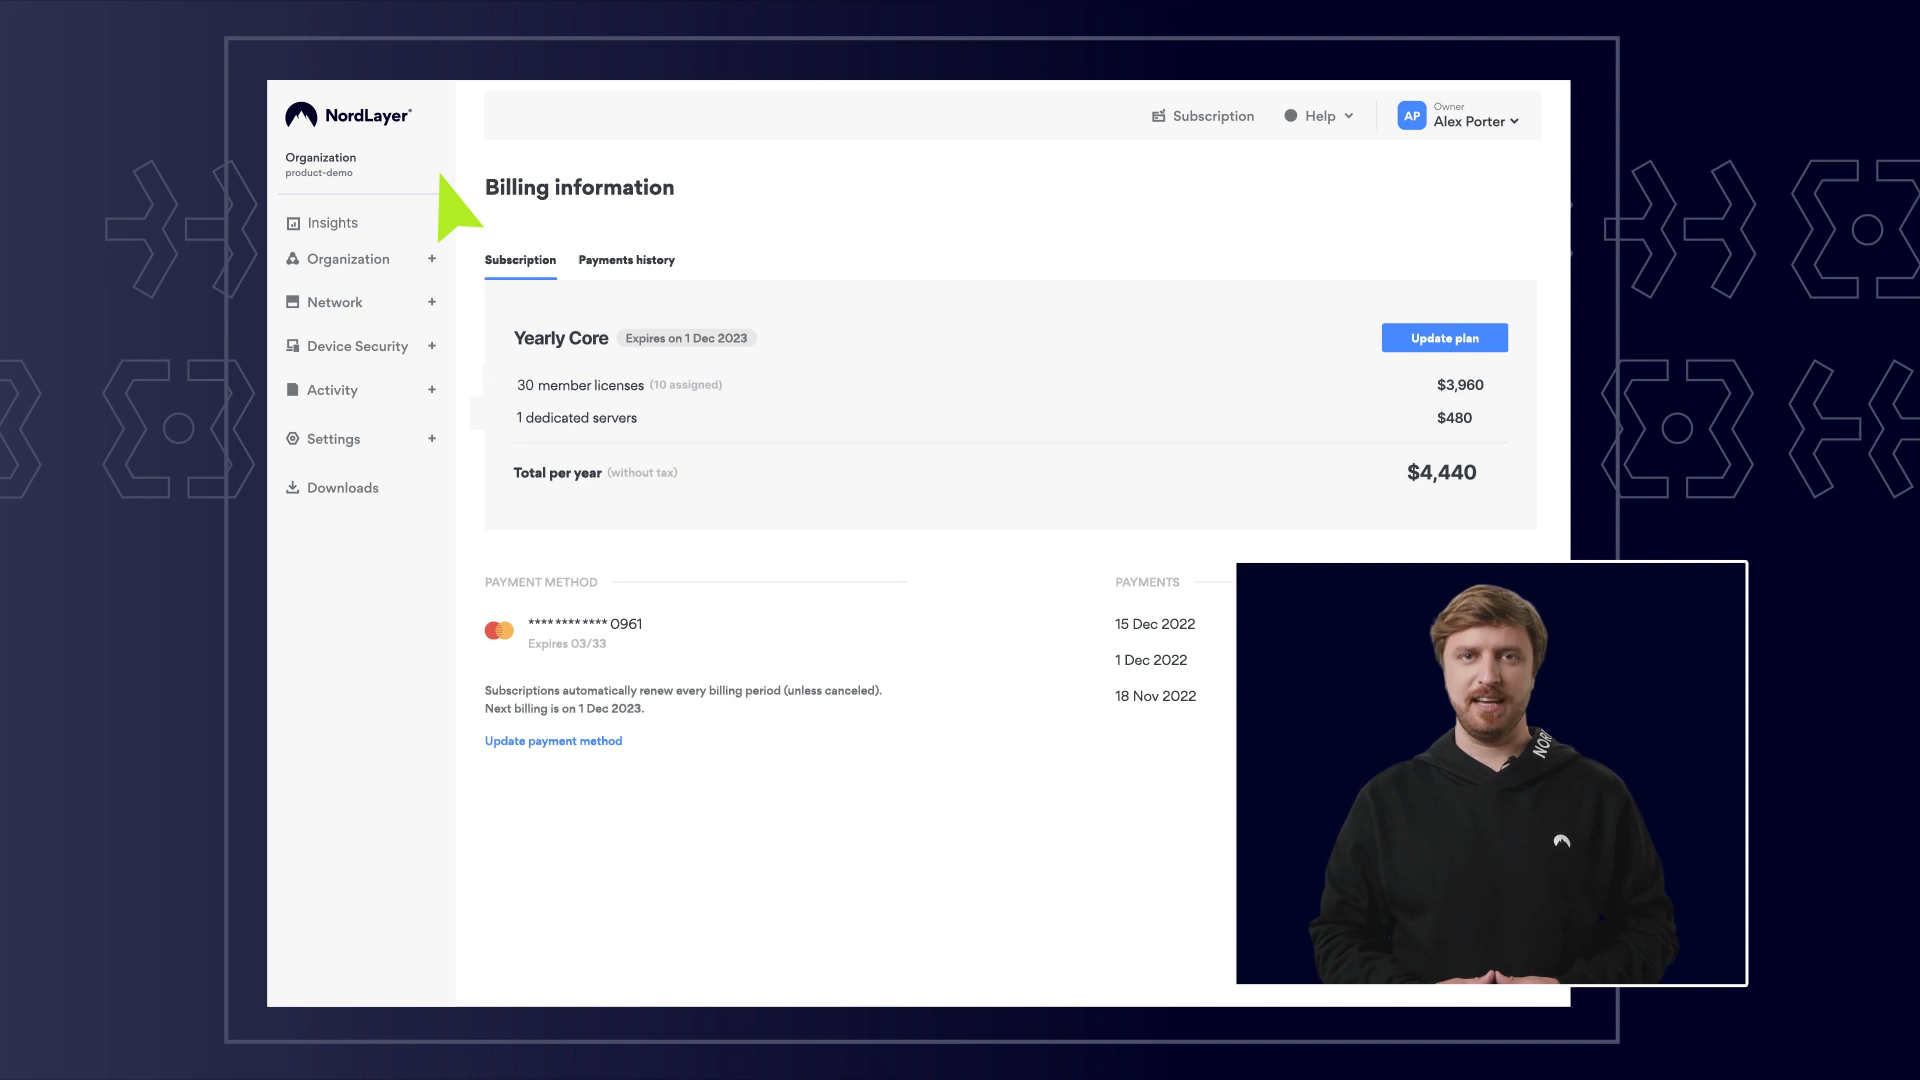 NordLayer®
Organization
product-demo
Insights
Organization +
Network +
Device Security +
Activity +
Settings +
Downloads
Subscription
Help
AP
Owner
Alex Porter
Billing information
Subscription
Payments history
Yearly Core
Expires on 1 Dec 2023
Update plan
30 member licenses (10 assigned)
$3,960
1 dedicated servers
$480
Total per year (without tax)
$4,440
PAYMENT METHOD
************ 0961
Expires 03/33
Subscriptions automatically renew every billing period (unless canceled).
Next billing is on 1 Dec 2023.
Update payment method
PAYMENTS
15 Dec 2022
1 Dec 2022
18 Nov 2022
NOR